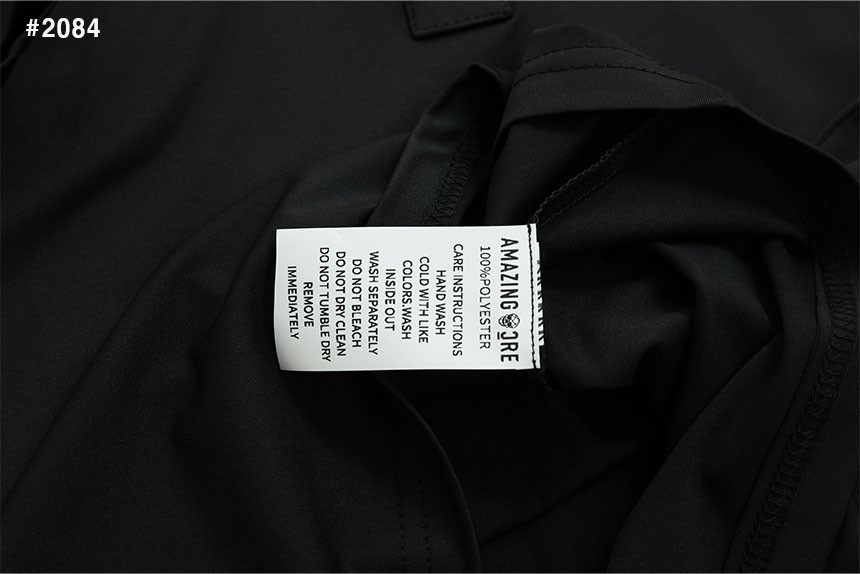 #2084
AMAZING CORE
100%POLYESTER
CARE INSTRUCTIONS
HAND WASH
COLD WITH LIKE
COLORS.WASH
INSIDE OUT
WASH SEPARATELY
DO NOT BLEACH
DO NOT DRY CLEAN
DO NOT TUMBLE DRY
REMOVE
IMMEDIATELY